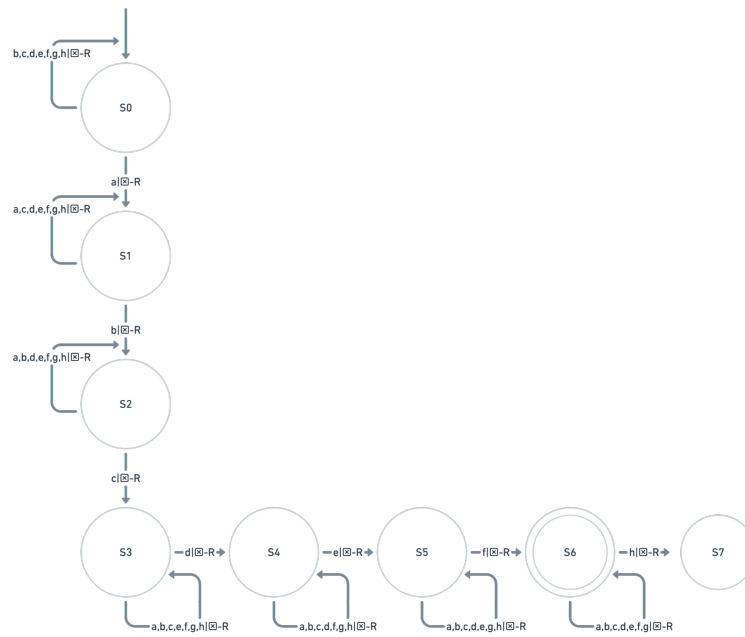 b,c,d,e,f,g,h|☒-R
S0
a|☒-R
a,c,d,e,f,g,h|☒-R
S1
b|☒-R
a,b,d,e,f,g,h|☒-R
S2
c|☒-R
S3 d|☒-R S4 e|☒-R S5 f|☒-R S6 h|☒-R S7
a,b,c,e,f,g,h|☒-R a,b,c,d,f,g,h|☒-R a,b,c,d,e,g,h|☒-R a,b,c,d,e,f,g|☒-R